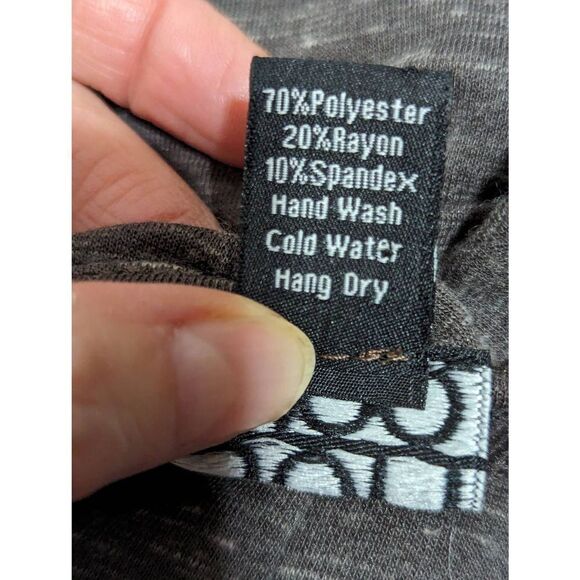 70%Polyester
20%Rayon
10%Spandex
Hand Wash
Cold Water
Hang Dry